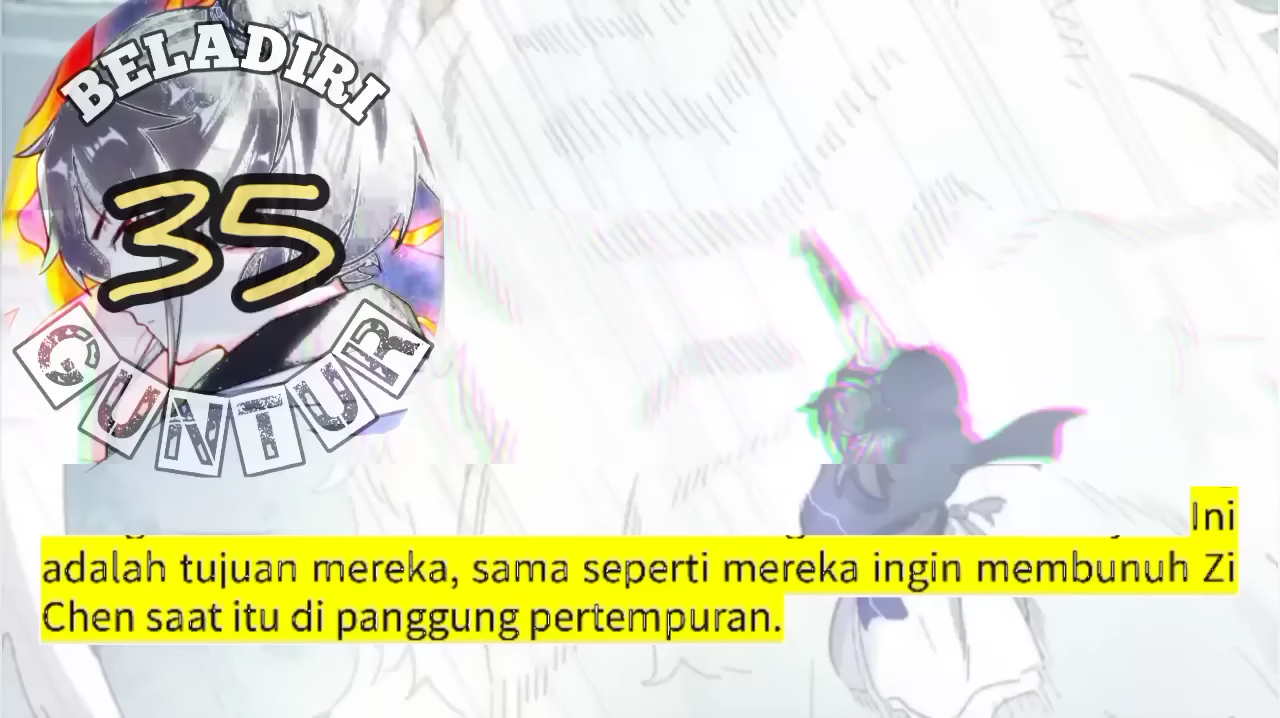 BELADIRI
35
GUNTUR
Ini
adalah tujuan mereka, sama seperti mereka ingin membunuh Zi
Chen saat itu di panggung pertempuran.